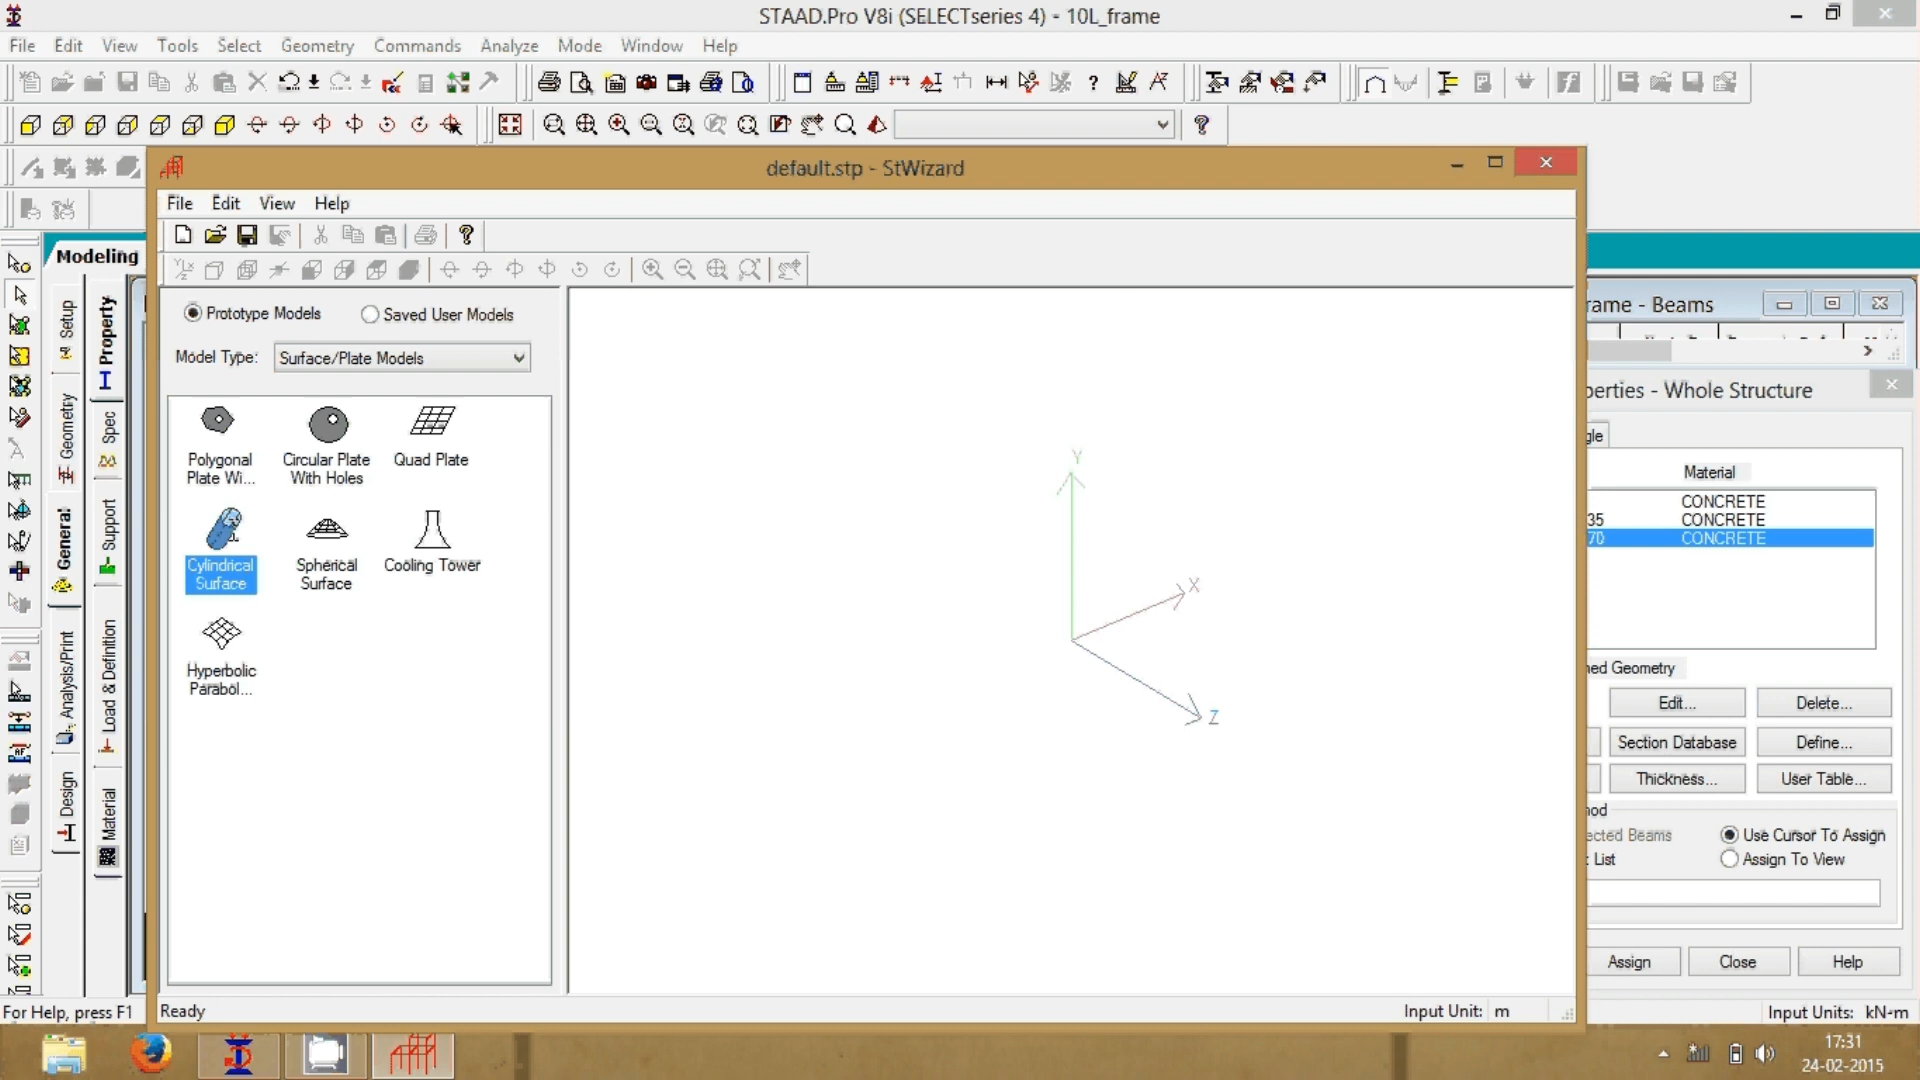 STAAD.Pro V8i (SELECTseries 4) - 10L_frame
File Edit View Tools Select Geometry Commands Analyze Mode Window Help
default.stp - StWizard
File Edit View Help
Modeling
Setup
Geometry
General
Analysis/Print
Design
Property
Spec
Support
Load & Definition
Material
Prototype Models Saved User Models
Model Type: Surface/Plate Models
Polygonal
Plate Wi...
Circular Plate
With Holes
Quad Plate
Cylindrical
Surface
Spherical
Surface
Cooling Tower
Hyperbolic
Parabol...
Y
X
Z
Ready
Input Unit: m
rame - Beams
perties - Whole Structure
gle
Material
CONCRETE
35 CONCRETE
70 CONCRETE
ned Geometry
Edit... Delete...
Section Database Define...
Thickness... User Table...
nod
ected Beams Use Cursor To Assign
: List Assign To View
Assign Close Help
For Help, press F1
Input Units: kN-m
17:31
24-02-2015